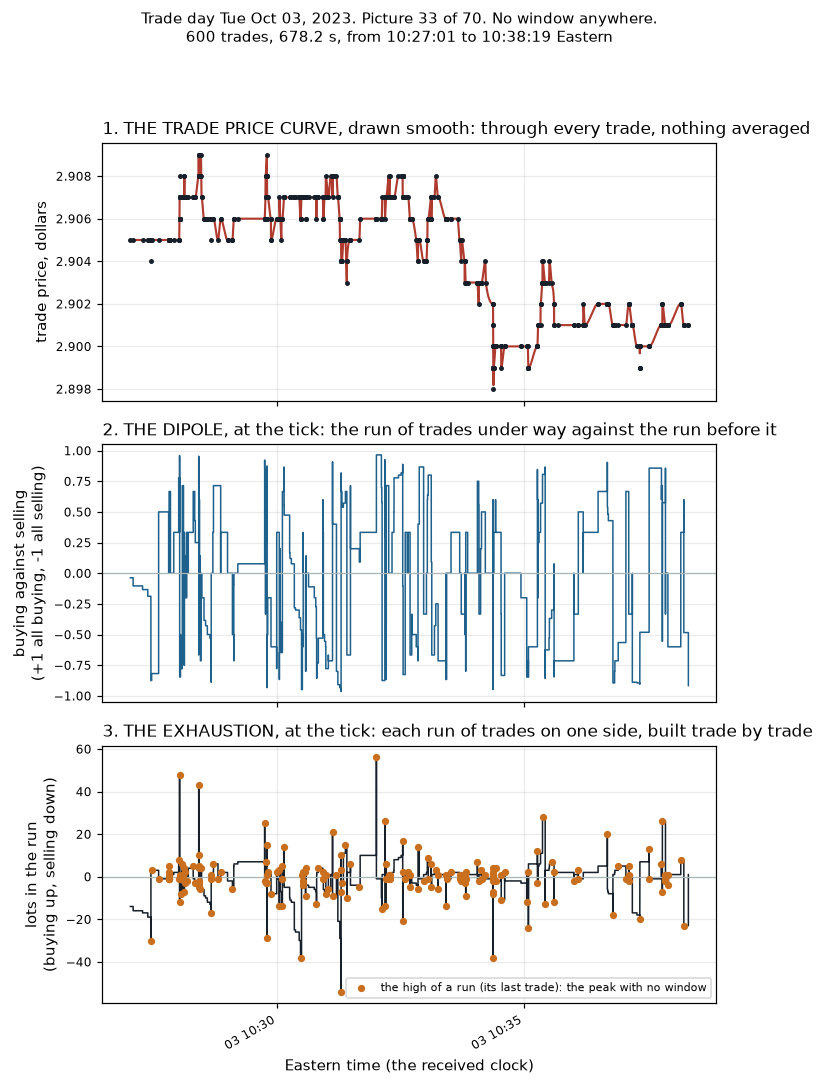 Trade day Tue Oct 03, 2023. Picture 33 of 70. No window anywhere.
600 trades, 678.2 s, from 10:27:01 to 10:38:19 Eastern
1. THE TRADE PRICE CURVE, drawn smooth: through every trade, nothing averaged
trade price, dollars
2.908
2.906
2.904
2.902
2.900
2.898
2. THE DIPOLE, at the tick: the run of trades under way against the run before it
buying against selling
(+1 all buying, -1 all selling)
1.00
0.75
0.50
0.25
0.00
−0.25
−0.50
−0.75
−1.00
3. THE EXHAUSTION, at the tick: each run of trades on one side, built trade by trade
lots in the run
(buying up, selling down)
60
40
20
0
−20
−40
the high of a run (its last trade): the peak with no window
03 10:30
03 10:35
Eastern time (the received clock)